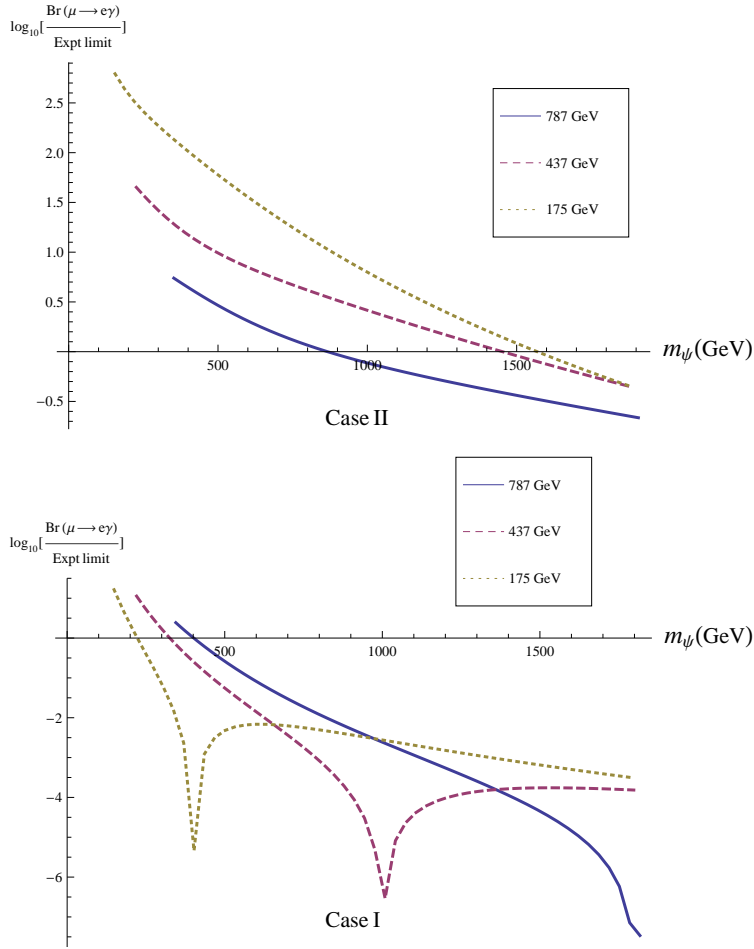 log10[ Br (μ ⟶ eγ) / Expt limit ]
2.5
2.0
1.5
1.0
0.5
-0.5
500
1000
1500
mψ(GeV)
787 GeV
437 GeV
175 GeV
Case II
log10[ Br (μ ⟶ eγ) / Expt limit ]
787 GeV
437 GeV
175 GeV
500
1000
1500
mψ(GeV)
-2
-4
-6
Case I